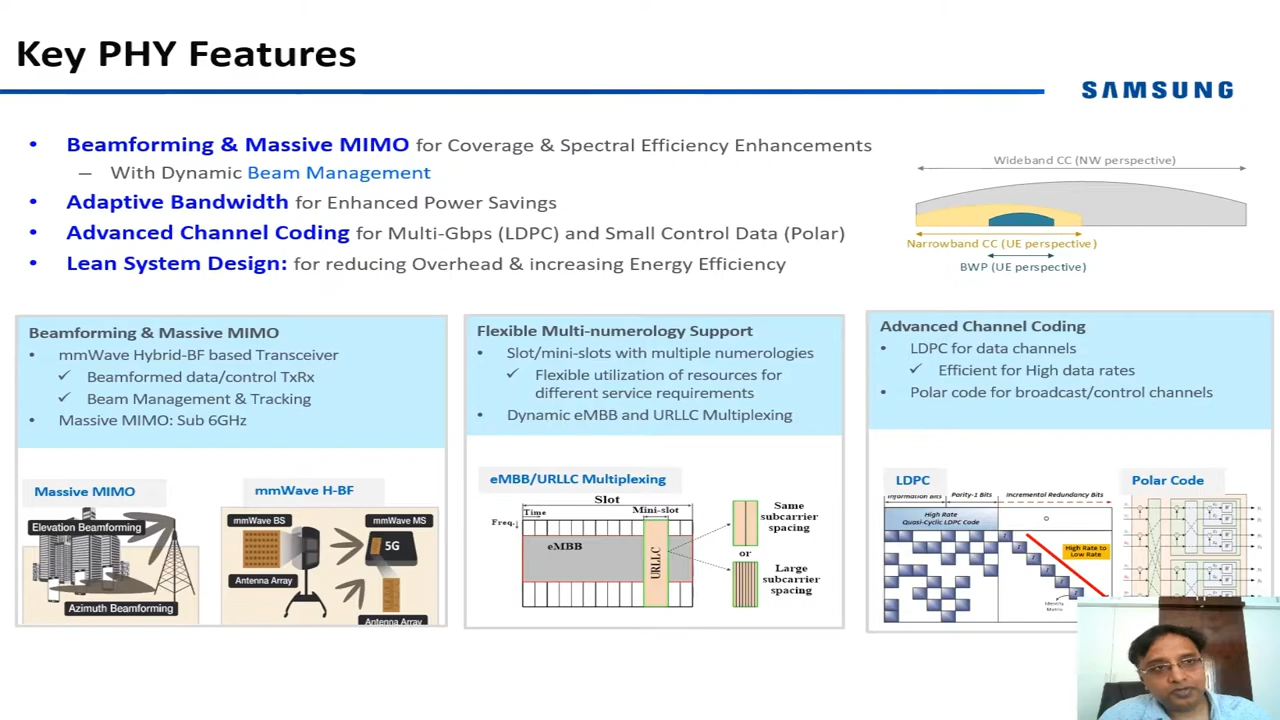 Key PHY Features
SAMSUNG
• Beamforming & Massive MIMO for Coverage & Spectral Efficiency Enhancements
– With Dynamic Beam Management
• Adaptive Bandwidth for Enhanced Power Savings
• Advanced Channel Coding for Multi-Gbps (LDPC) and Small Control Data (Polar)
• Lean System Design: for reducing Overhead & increasing Energy Efficiency
Wideband CC (NW perspective)
Narrowband CC (UE perspective)
BWP (UE perspective)
Beamforming & Massive MIMO
• mmWave Hybrid-BF based Transceiver
✓ Beamformed data/control TxRx
✓ Beam Management & Tracking
• Massive MIMO: Sub 6GHz
Massive MIMO
Elevation Beamforming
Azimuth Beamforming
mmWave H-BF
mmWave BS
mmWave MS
5G
Antenna Array
Antenna Array
Flexible Multi-numerology Support
• Slot/mini-slots with multiple numerologies
✓ Flexible utilization of resources for
different service requirements
• Dynamic eMBB and URLLC Multiplexing
eMBB/URLLC Multiplexing
Slot
Time
Mini-slot
Freq.
eMBB
URLLC
Same
subcarrier
spacing
or
Large
subcarrier
spacing
Advanced Channel Coding
• LDPC for data channels
✓ Efficient for High data rates
• Polar code for broadcast/control channels
LDPC
Information Bits
Parity-1 Bits
Incremental Redundancy Bits
High Rate
Quasi-Cyclic LDPC Code
High Rate to
Low Rate
Identity
Matrix
Polar Code